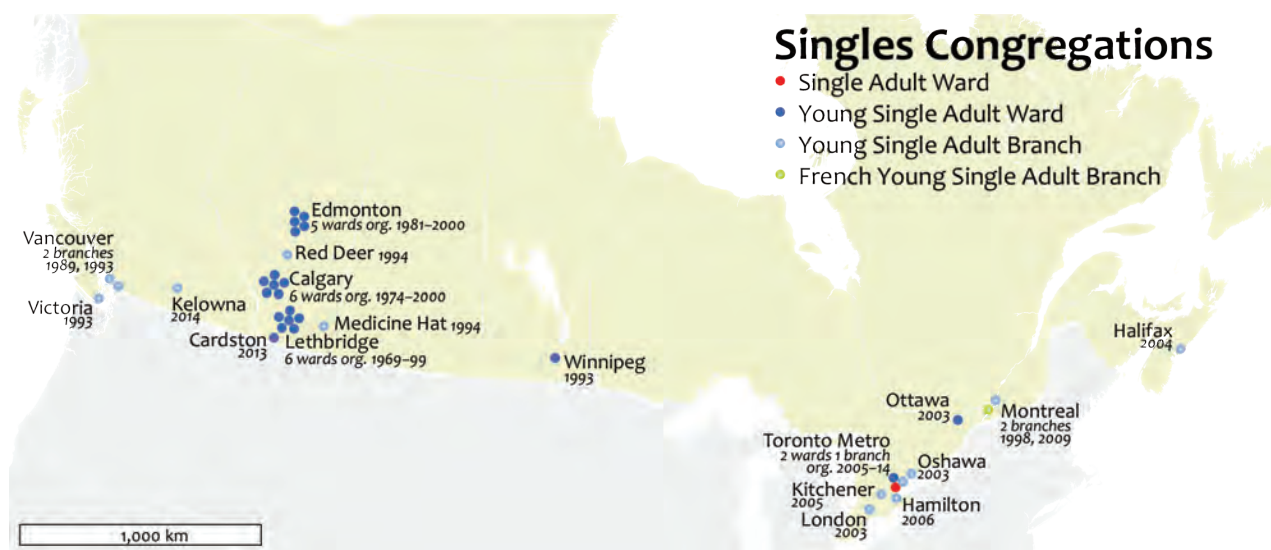 Singles Congregations
Single Adult Ward
Young Single Adult Ward
Young Single Adult Branch
French Young Single Adult Branch
Edmonton
5 wards org. 1981–2000
Vancouver
2 branches
1989, 1993
Red Deer 1994
Calgary
6 wards org. 1974–2000
Victoria
1993
Kelowna
2014
Medicine Hat 1994
Cardston
2013
Lethbridge
6 wards org. 1969–99
Winnipeg
1993
Halifax
2004
Ottawa
2003
Montreal
2 branches
1998, 2009
Toronto Metro
2 wards 1 branch
org. 2005–14
Oshawa
2003
Kitchener
2005
Hamilton
2006
London
2003
1,000 km